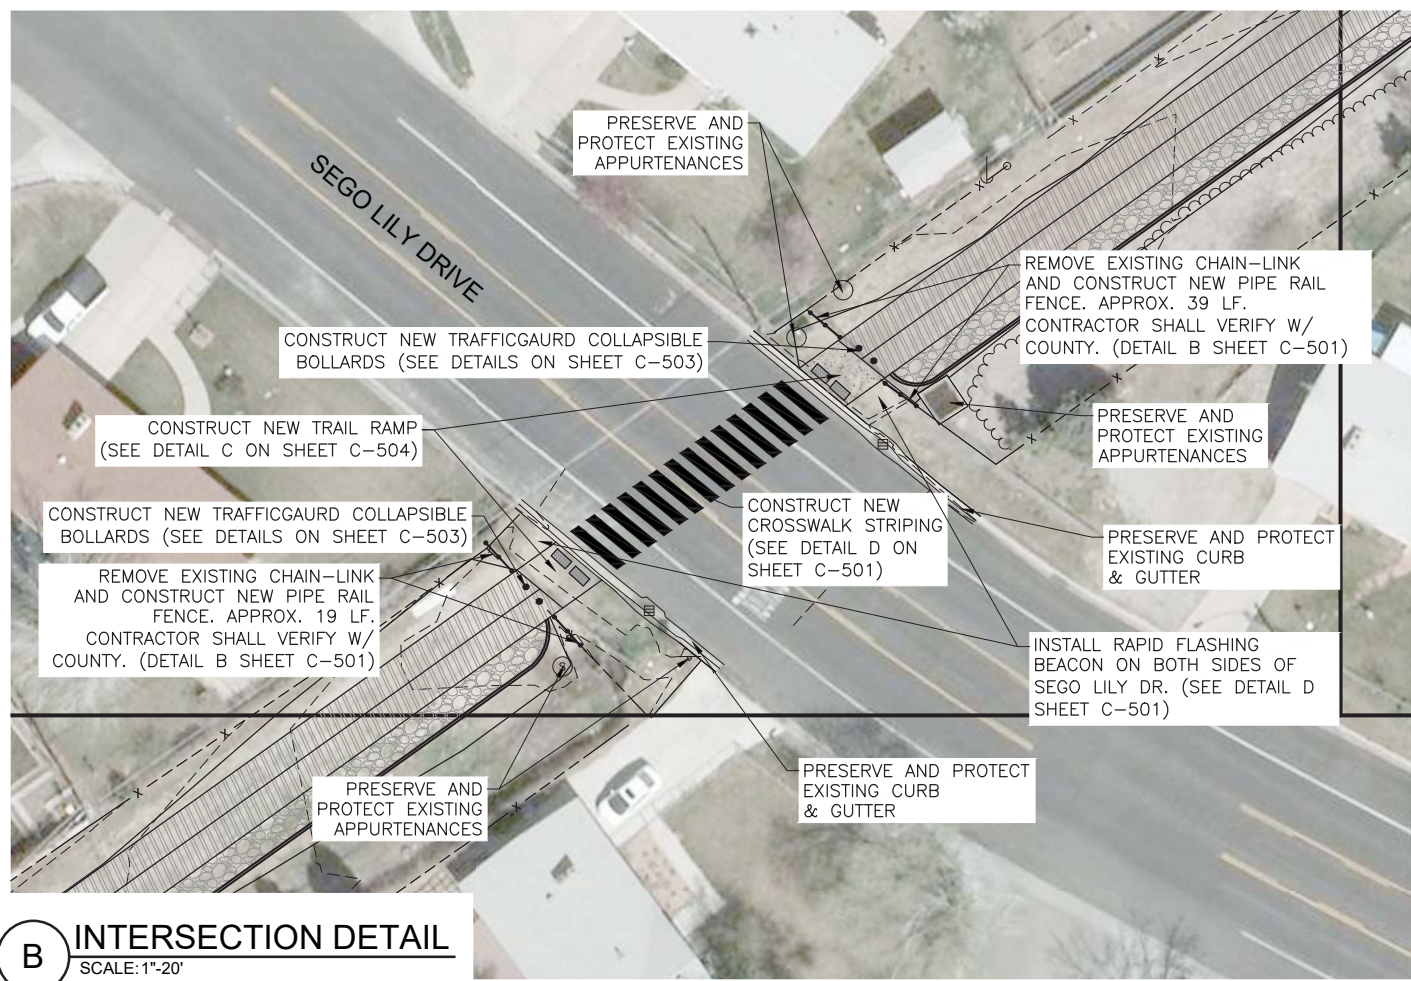 PRESERVE AND
PROTECT EXISTING
APPURTENANCES
SEGO LILY DRIVE
REMOVE EXISTING CHAIN-LINK
AND CONSTRUCT NEW PIPE RAIL
FENCE. APPROX. 39 LF.
CONTRACTOR SHALL VERIFY W/
COUNTY. (DETAIL B SHEET C-501)
CONSTRUCT NEW TRAFFICGAURD COLLAPSIBLE
BOLLARDS (SEE DETAILS ON SHEET C-503)
CONSTRUCT NEW TRAIL RAMP
(SEE DETAIL C ON SHEET C-504)
PRESERVE AND
PROTECT EXISTING
APPURTENANCES
CONSTRUCT NEW TRAFFICGAURD COLLAPSIBLE
BOLLARDS (SEE DETAILS ON SHEET C-503)
CONSTRUCT NEW
CROSSWALK STRIPING
(SEE DETAIL D ON
SHEET C-501)
PRESERVE AND PROTECT
EXISTING CURB
& GUTTER
REMOVE EXISTING CHAIN-LINK
AND CONSTRUCT NEW PIPE RAIL
FENCE. APPROX. 19 LF.
CONTRACTOR SHALL VERIFY W/
COUNTY. (DETAIL B SHEET C-501)
INSTALL RAPID FLASHING
BEACON ON BOTH SIDES OF
SEGO LILY DR. (SEE DETAIL D
SHEET C-501)
PRESERVE AND
PROTECT EXISTING
APPURTENANCES
PRESERVE AND PROTECT
EXISTING CURB
& GUTTER
B
INTERSECTION DETAIL
SCALE: 1"-20'